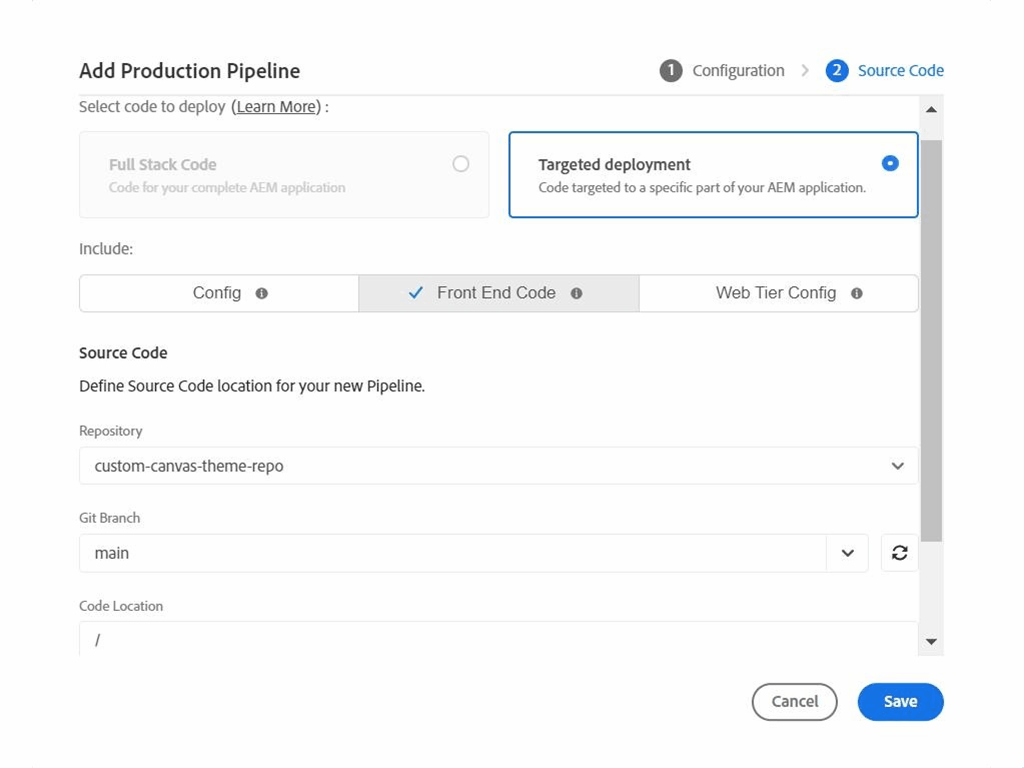 Add Production Pipeline
1 Configuration
2 Source Code
Select code to deploy (Learn More) :
Full Stack Code
Code for your complete AEM application
Targeted deployment
Code targeted to a specific part of your AEM application.
Include:
Config
Front End Code
Web Tier Config
Source Code
Define Source Code location for your new Pipeline.
Repository
custom-canvas-theme-repo
Git Branch
main
Code Location
/
Cancel
Save